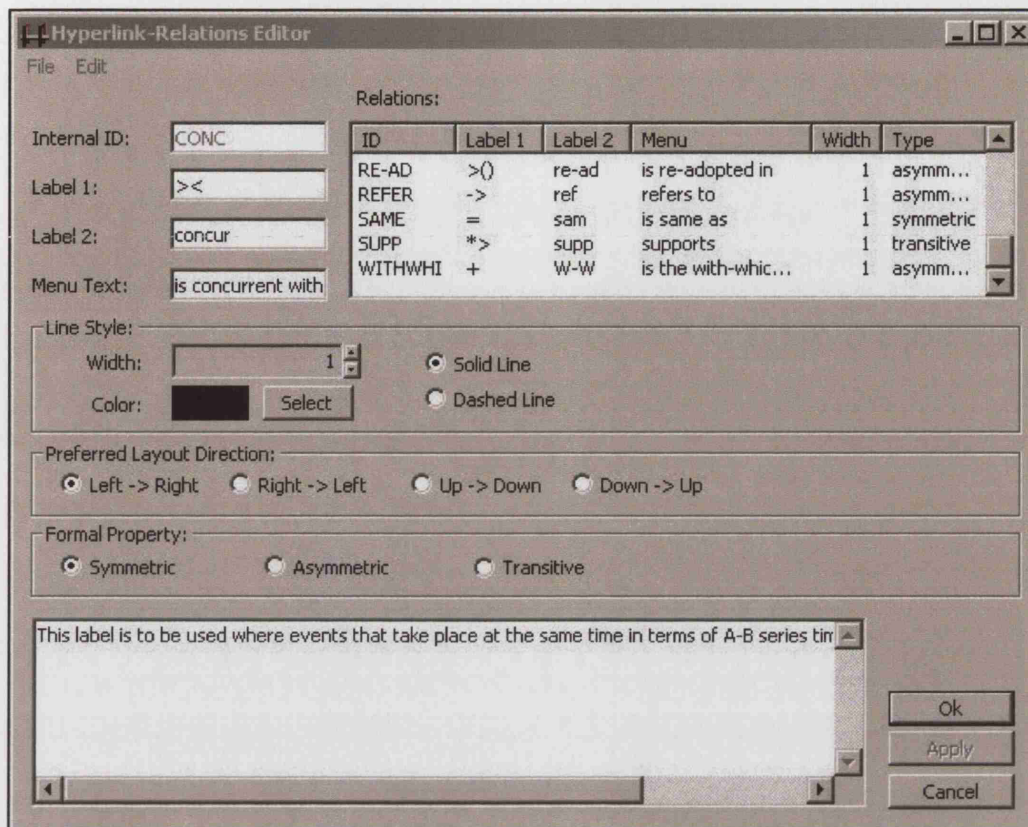 Hyperlink-Relations Editor
File Edit
Relations:
Internal ID: CONC
Label 1: ><
Label 2: concur
Menu Text: is concurrent with
ID Label 1 Label 2 Menu Width Type
RE-AD >() re-ad is re-adopted in 1 asymm...
REFER -> ref refers to 1 asymm...
SAME = sam is same as 1 symmetric
SUPP *> supp supports 1 transitive
WITHWHI + W-W is the with-whic... 1 asymm...
Line Style:
Width: 1
Solid Line
Color: Select
Dashed Line
Preferred Layout Direction:
Left -> Right Right -> Left Up -> Down Down -> Up
Formal Property:
Symmetric Asymmetric Transitive
This label is to be used where events that take place at the same time in terms of A-B series tim
Ok
Apply
Cancel